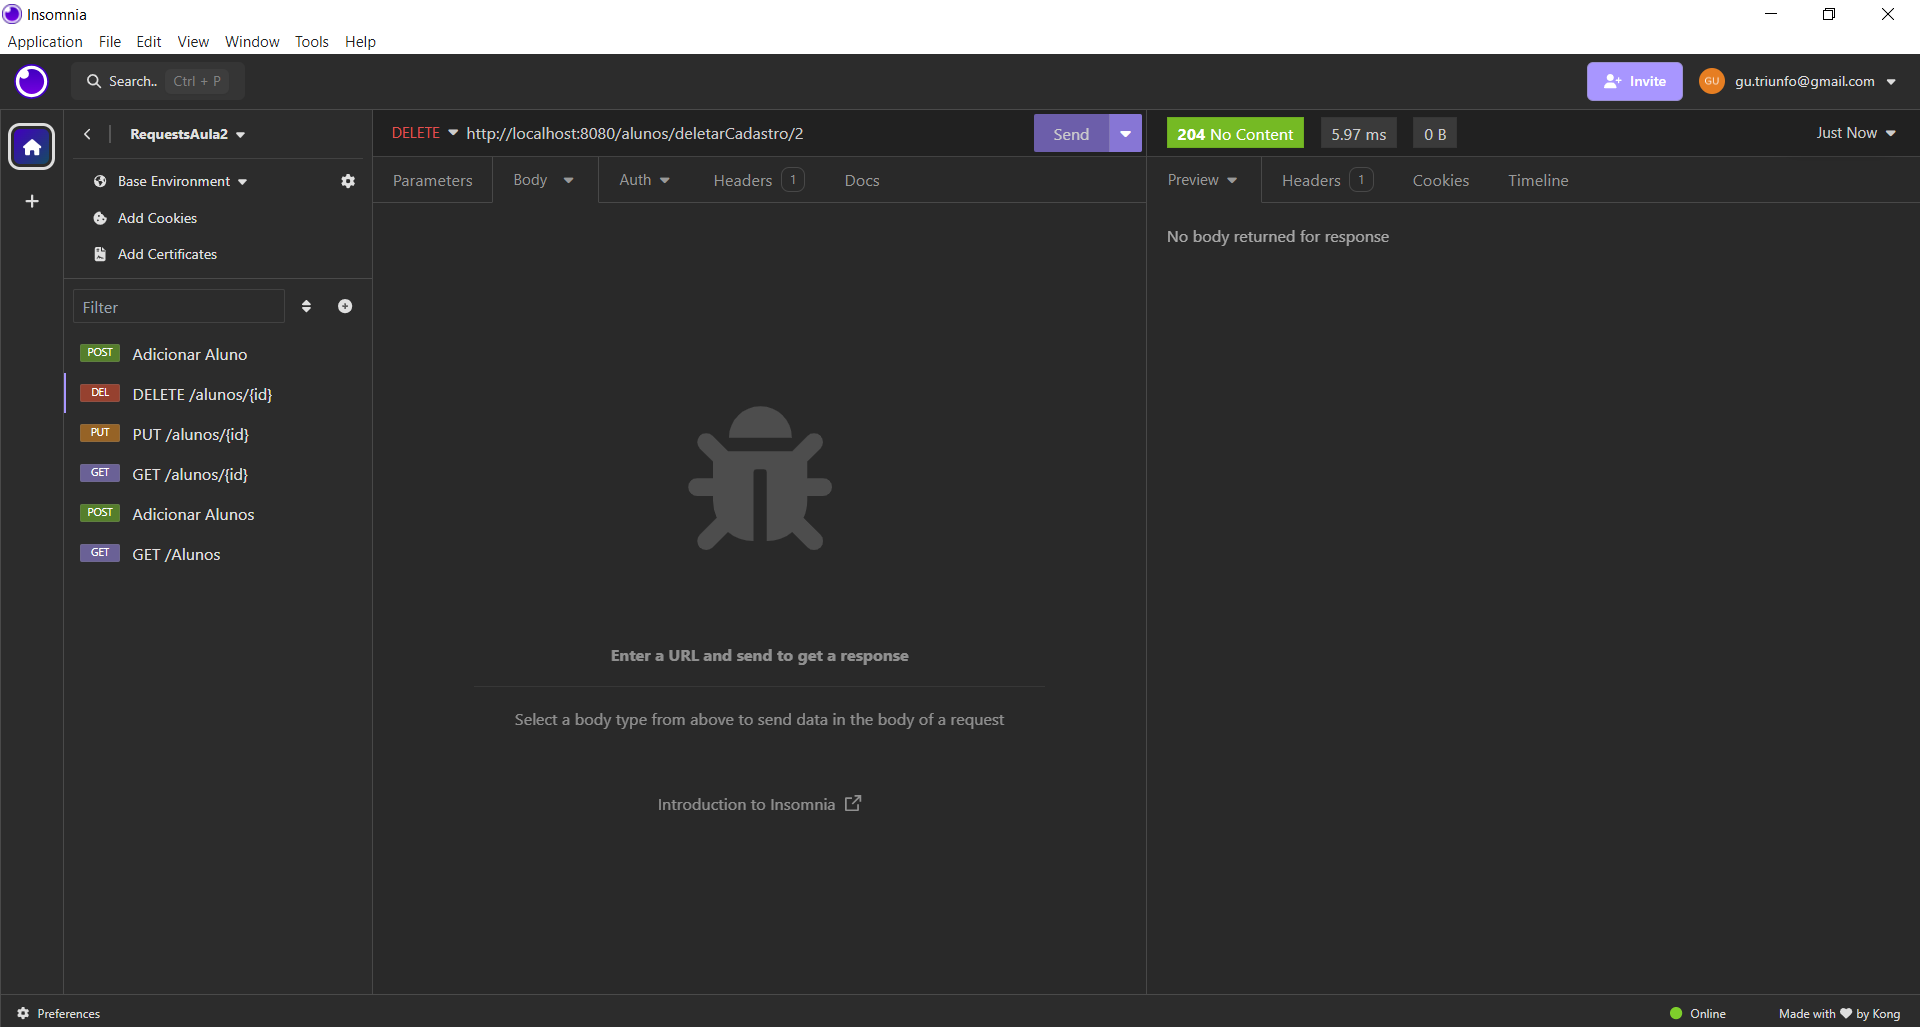 Insomnia
Application File Edit View Window Tools Help
Search.. Ctrl + P
Invite
GU gu.triunfo@gmail.com
RequestsAula2
Base Environment
Add Cookies
Add Certificates
Filter
POST Adicionar Aluno
DEL DELETE /alunos/{id}
PUT PUT /alunos/{id}
GET GET /alunos/{id}
POST Adicionar Alunos
GET GET /Alunos
DELETE http://localhost:8080/alunos/deletarCadastro/2 Send
Parameters Body Auth Headers 1 Docs
Enter a URL and send to get a response
Select a body type from above to send data in the body of a request
Introduction to Insomnia
204 No Content 5.97 ms 0 B Just Now
Preview Headers 1 Cookies Timeline
No body returned for response
Preferences
Online
Made with by Kong